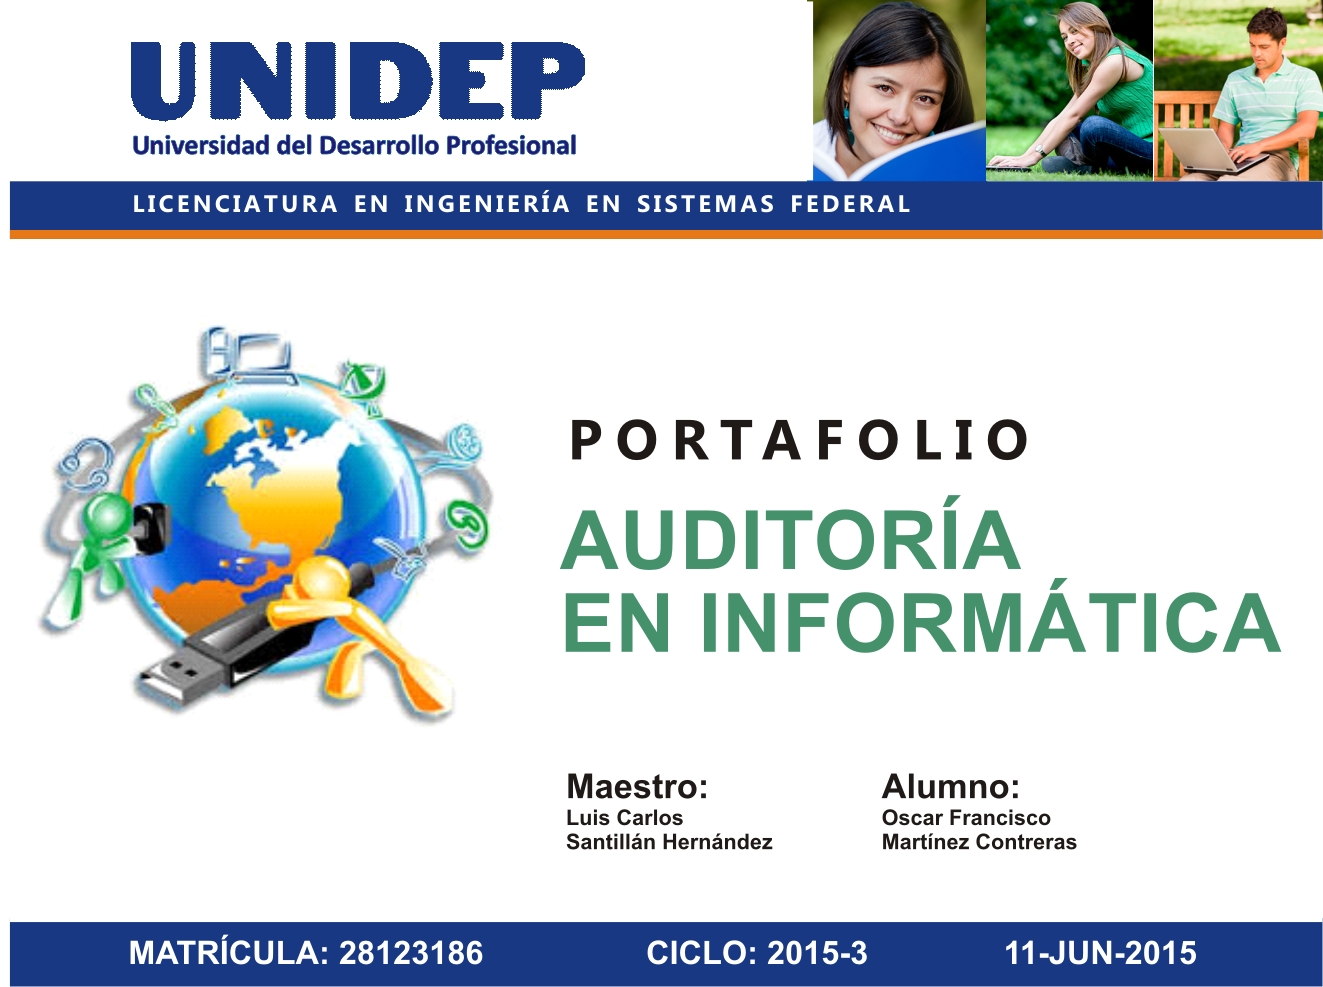 UNIDEP
Universidad del Desarrollo Profesional
LICENCIATURA EN INGENIERÍA EN SISTEMAS FEDERAL
PORTAFOLIO
AUDITORÍA
EN INFORMÁTICA
Maestro:
Luis Carlos
Santillán Hernández
Alumno:
Oscar Francisco
Martínez Contreras
MATRÍCULA: 28123186 CICLO: 2015-3 11-JUN-2015